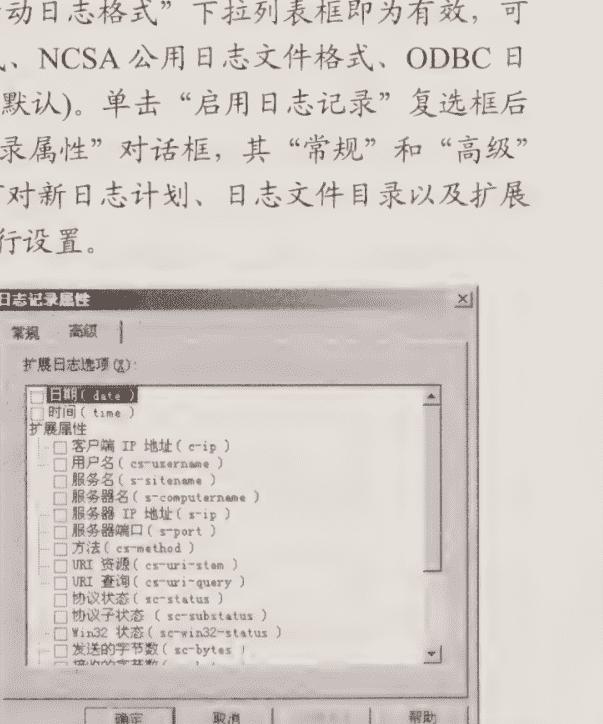 动日志格式”下拉列表框即为有效，可
、NCSA 公用日志文件格式、ODBC 日
默认)。单击“启用日志记录”复选框后
录属性”对话框，其“常规”和“高级”
对新日志计划、日志文件目录以及扩展
行设置。
日志记录属性
常规 高级
扩展日志选项(X):
日期( date )
时间( time )
扩展属性
客户端 IP 地址( c-ip )
用户名( cs-username )
服务名( s-sitename )
服务器名( s-computername )
服务器 IP 地址( s-ip )
服务器端口( s-port )
方法( cs-method )
URI 资源( cs-uri-stem )
URI 查询( cs-uri-query )
协议状态( sc-status )
协议子状态 ( sc-substatus )
Win32 状态( sc-win32-status )
发送的字节数( sc-bytes )
接收的字节数(
确定 取消 帮助